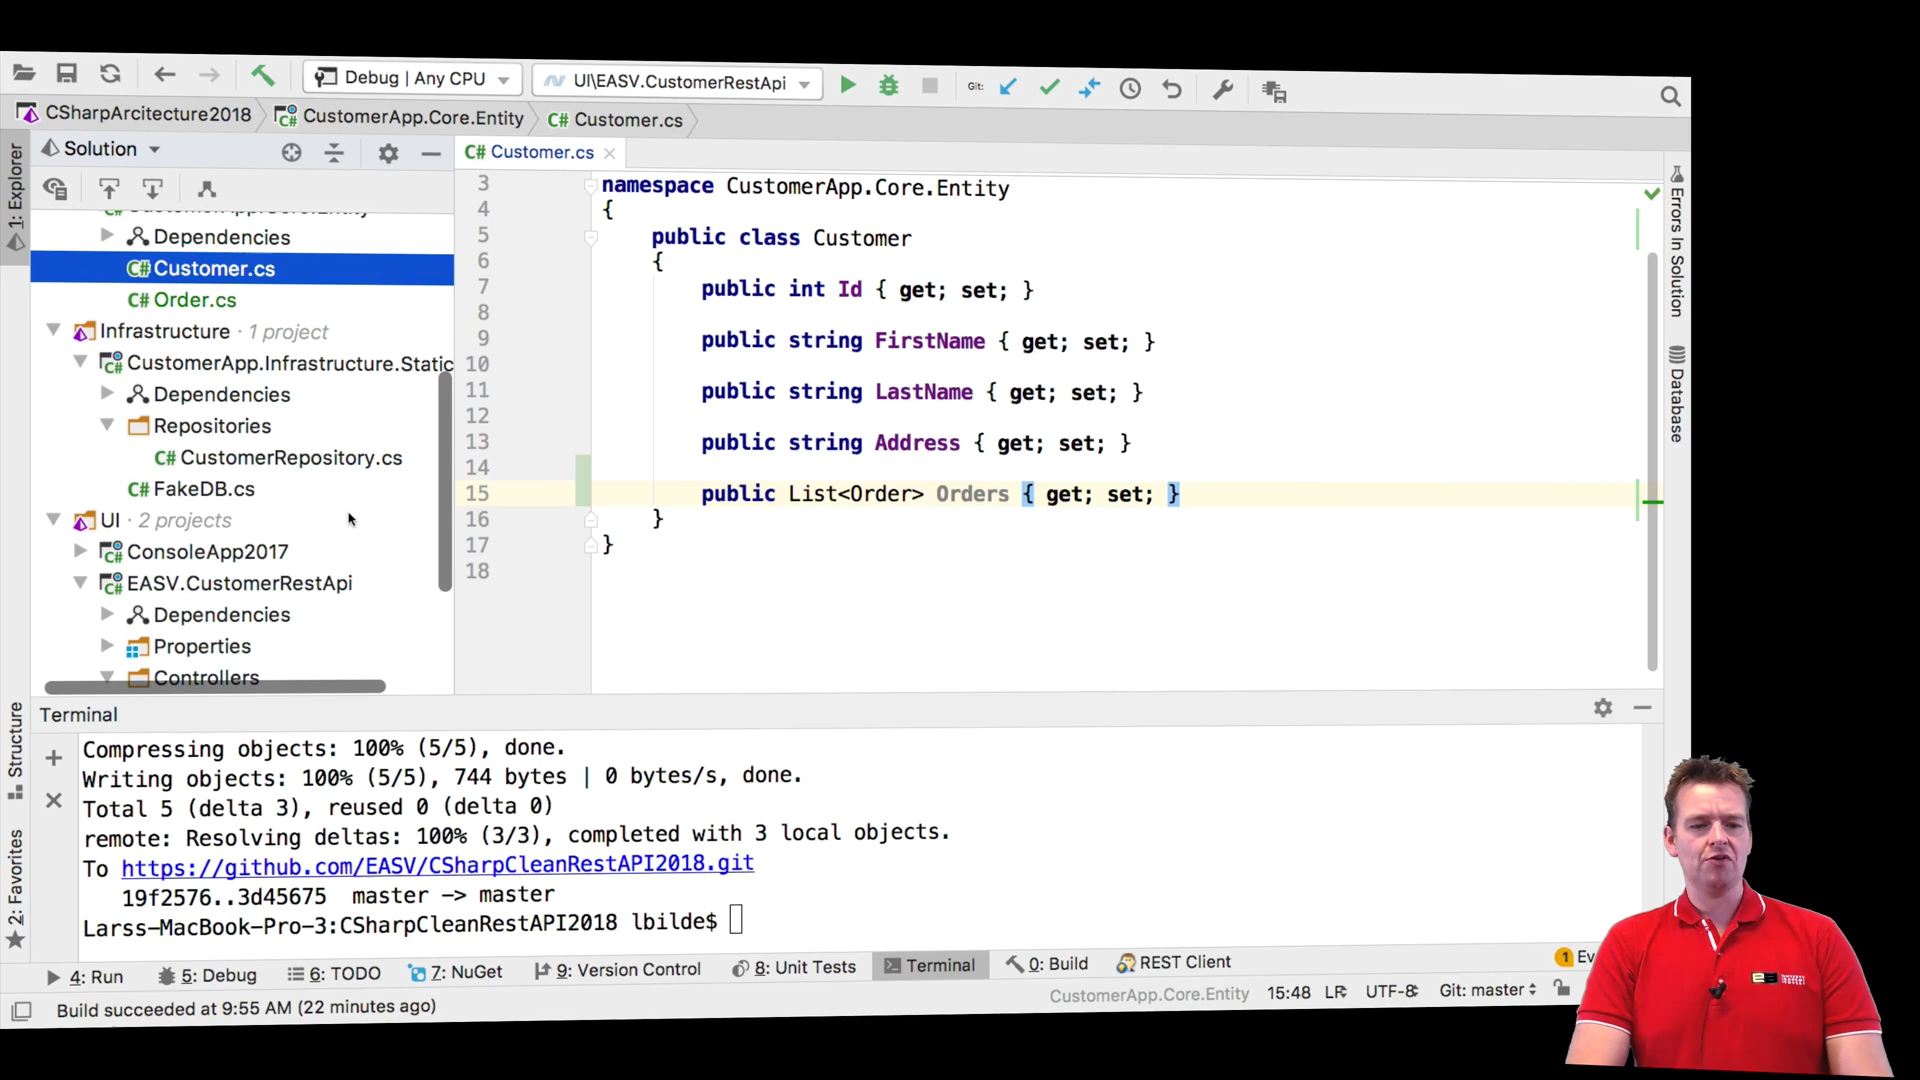 Debug | Any CPU
UI\EASV.CustomerRestApi
Git:
CSharpArcitecture2018
CustomerApp.Core.Entity
C# Customer.cs
Solution
C# Customer.cs
1: Explorer
Dependencies
C# Customer.cs
C# Order.cs
Infrastructure · 1 project
CustomerApp.Infrastructure.Static
Dependencies
Repositories
C# CustomerRepository.cs
C# FakeDB.cs
UI · 2 projects
ConsoleApp2017
EASV.CustomerRestApi
Dependencies
Properties
Controllers
3 namespace CustomerApp.Core.Entity
4 {
5 public class Customer
6 {
7 public int Id { get; set; }
8
9 public string FirstName { get; set; }
10
11 public string LastName { get; set; }
12
13 public string Address { get; set; }
14
15 public List<Order> Orders { get; set; }
16 }
17 }
18
Errors In Solution
Database
Structure
2: Favorites
Terminal
Compressing objects: 100% (5/5), done.
Writing objects: 100% (5/5), 744 bytes | 0 bytes/s, done.
Total 5 (delta 3), reused 0 (delta 0)
remote: Resolving deltas: 100% (3/3), completed with 3 local objects.
To https://github.com/EASV/CSharpCleanRestAPI2018.git
19f2576..3d45675 master -> master
Larss-MacBook-Pro-3:CSharpCleanRestAPI2018 lbilde$
4: Run
5: Debug
6: TODO
7: NuGet
9: Version Control
8: Unit Tests
Terminal
0: Build
REST Client
1 Ev
Build succeeded at 9:55 AM (22 minutes ago)
CustomerApp.Core.Entity
15:48
LF
UTF-8
Git: master